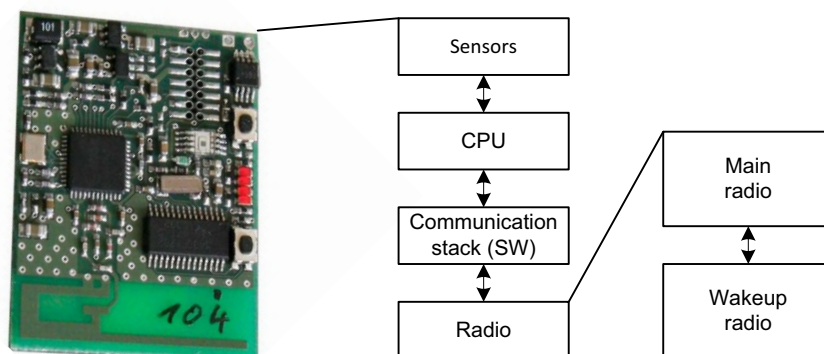 101
Sensors
CPU
Communication
stack (SW)
Radio
Main
radio
Wakeup
radio
104